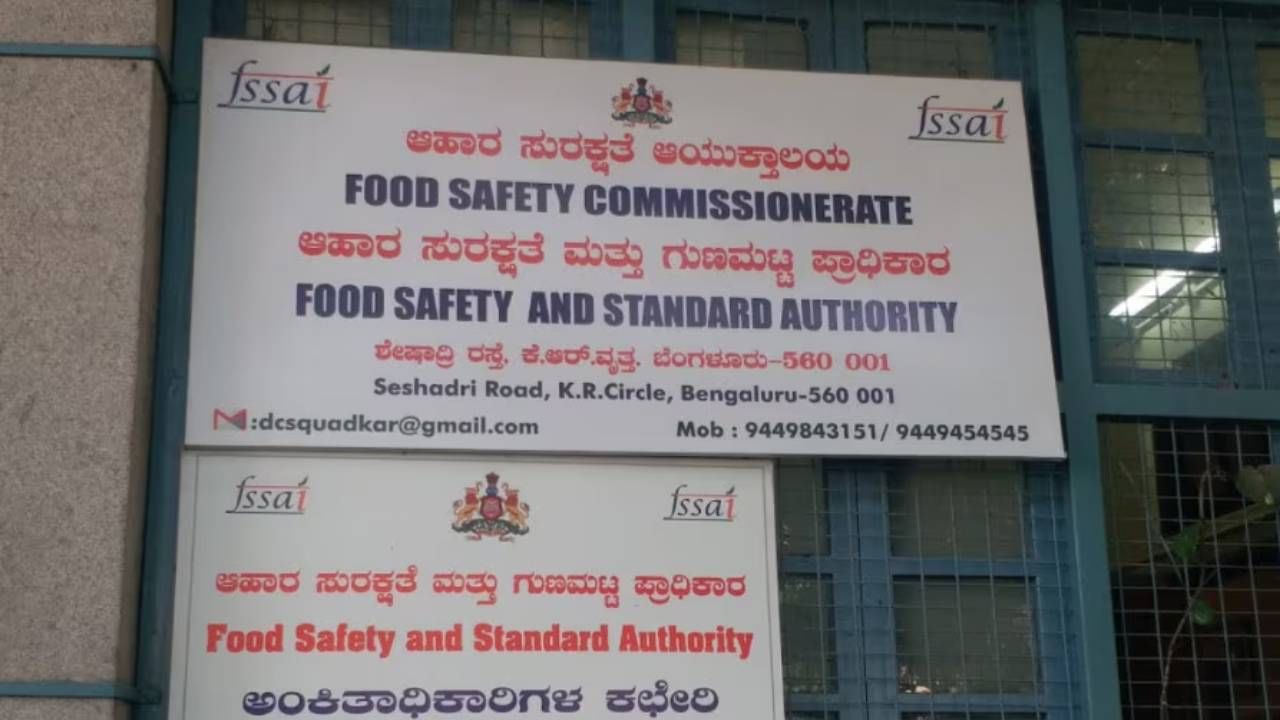 fssai
fssai
ಆಹಾರ ಸುರಕ್ಷತೆ ಆಯುಕ್ತಾಲಯ
FOOD SAFETY COMMISSIONERATE
ಆಹಾರ ಸುರಕ್ಷತೆ ಮತ್ತು ಗುಣಮಟ್ಟ ಪ್ರಾಧಿಕಾರ
FOOD SAFETY AND STANDARD AUTHORITY
ಶೇಷಾದ್ರಿ ರಸ್ತೆ, ಕೆ.ಆರ್.ವೃತ್ತ. ಬೆಂಗಳೂರು-560 001
Seshadri Road, K.R.Circle, Bengaluru-560 001
:dcsquadkar@gmail.com Mob : 9449843151/ 9449454545
fssai
fssai
ಆಹಾರ ಸುರಕ್ಷತೆ ಮತ್ತು ಗುಣಮಟ್ಟ ಪ್ರಾಧಿಕಾರ
Food Safety and Standard Authority
ಅಂಕಿತಾಧಿಕಾರಿಗಳ ಕಛೇರಿ